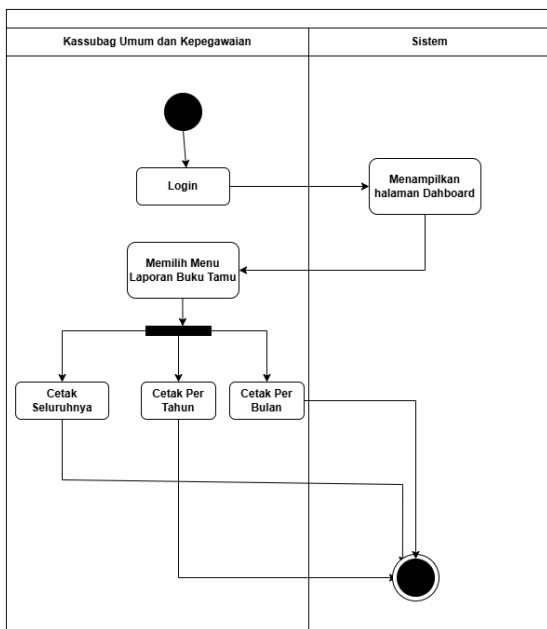 Kassubag Umum dan Kepegawaian
Sistem
Login
Menampilkan
halaman Dahboard
Memilih Menu
Laporan Buku Tamu
Cetak
Seluruhnya
Cetak Per
Tahun
Cetak Per
Bulan